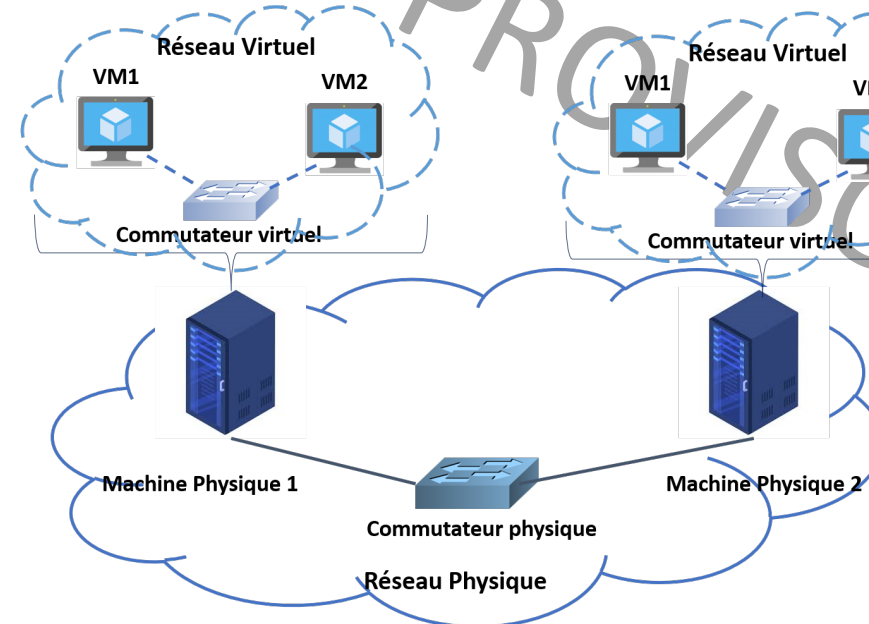 Réseau Virtuel
VM1
VM2
Commutateur virtuel
Réseau Virtuel
VM1
Commutateur virtuel
Machine Physique 1
Machine Physique 2
Commutateur physique
Réseau Physique